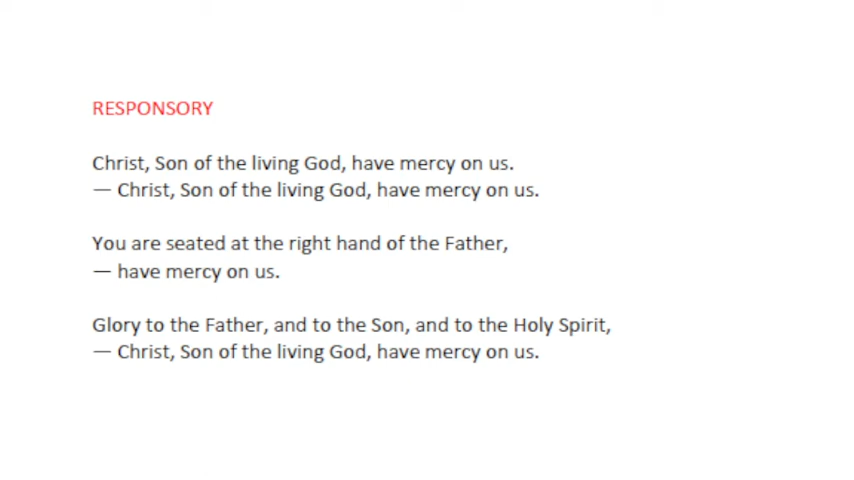 RESPONSORY
Christ, Son of the living God, have mercy on us.
— Christ, Son of the living God, have mercy on us.
You are seated at the right hand of the Father,
— have mercy on us.
Glory to the Father, and to the Son, and to the Holy Spirit,
— Christ, Son of the living God, have mercy on us.